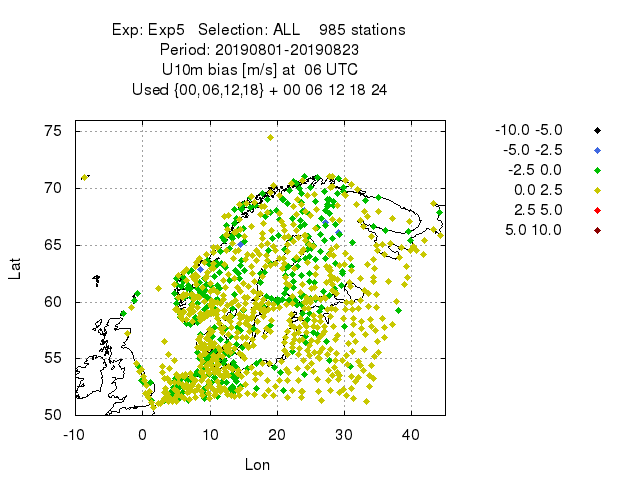 Exp: Exp5 Selection: ALL 985 stations
Period: 20190801-20190823
U10m bias [m/s] at 06 UTC
Used {00,06,12,18} + 00 06 12 18 24
75
70
65
60
55
50
-10 0 10 20 30 40
Lat
Lon
-10.0 -5.0
-5.0 -2.5
-2.5 0.0
0.0 2.5
2.5 5.0
5.0 10.0